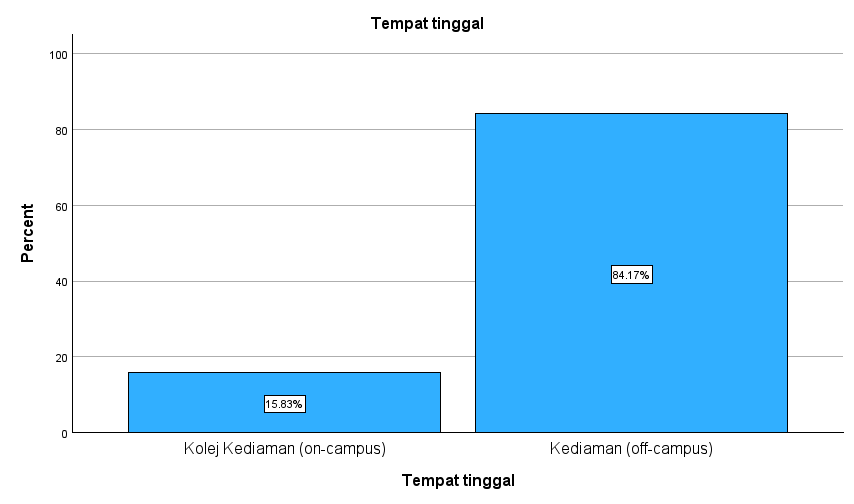 Tempat tinggal
Percent
100
80
60
40
20
0
84.17%
15.83%
Kolej Kediaman (on-campus)
Kediaman (off-campus)
Tempat tinggal